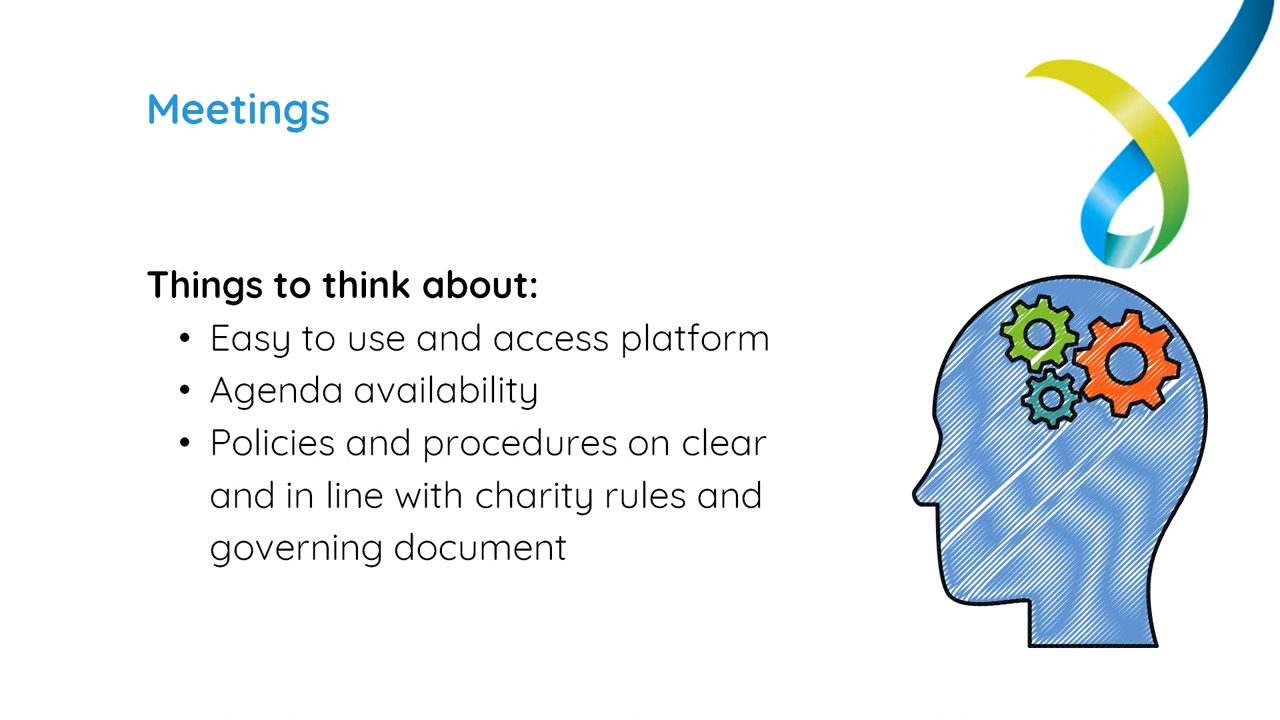 Meetings
Things to think about:
• Easy to use and access platform
• Agenda availability
• Policies and procedures on clear
and in line with charity rules and
governing document